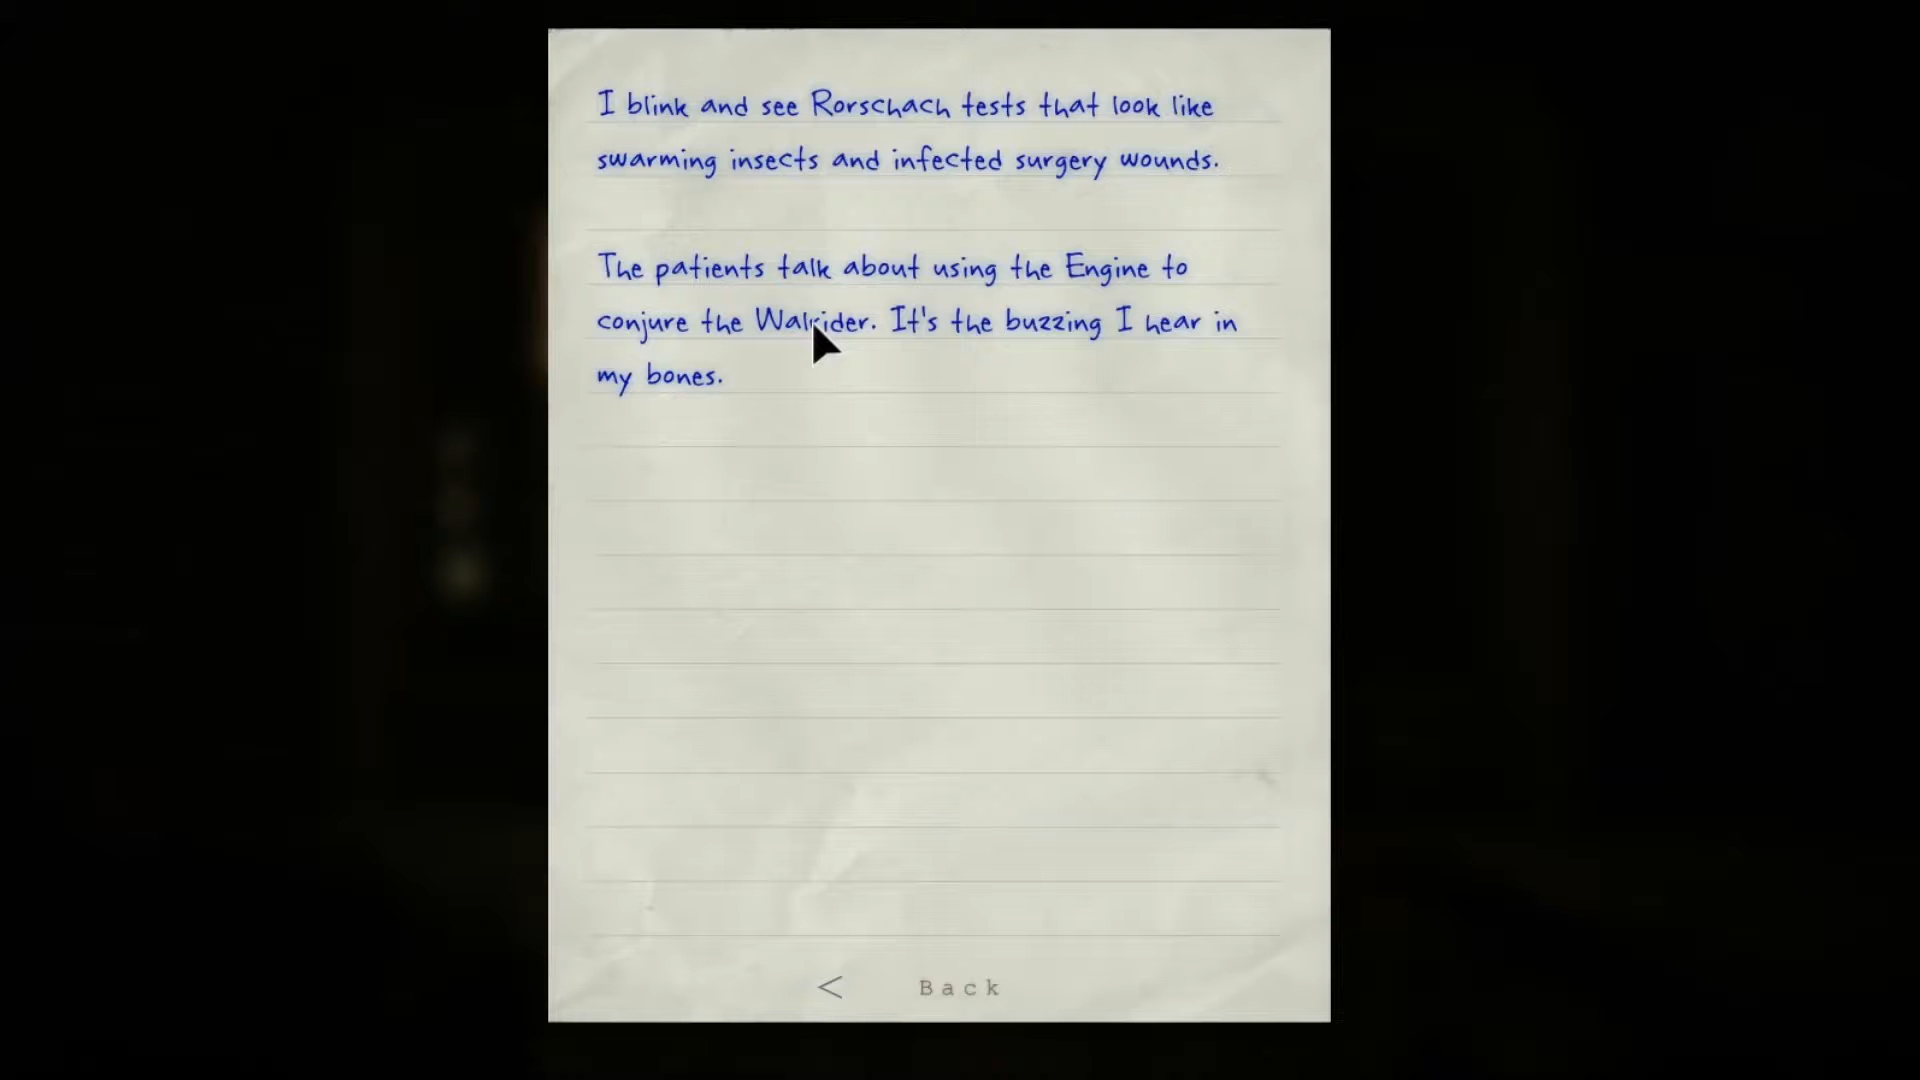 I blink and see Rorschach tests that look like
swarming insects and infected surgery wounds.
The patients talk about using the Engine to
conjure the Walrider. It's the buzzing I hear in
my bones.
< Back